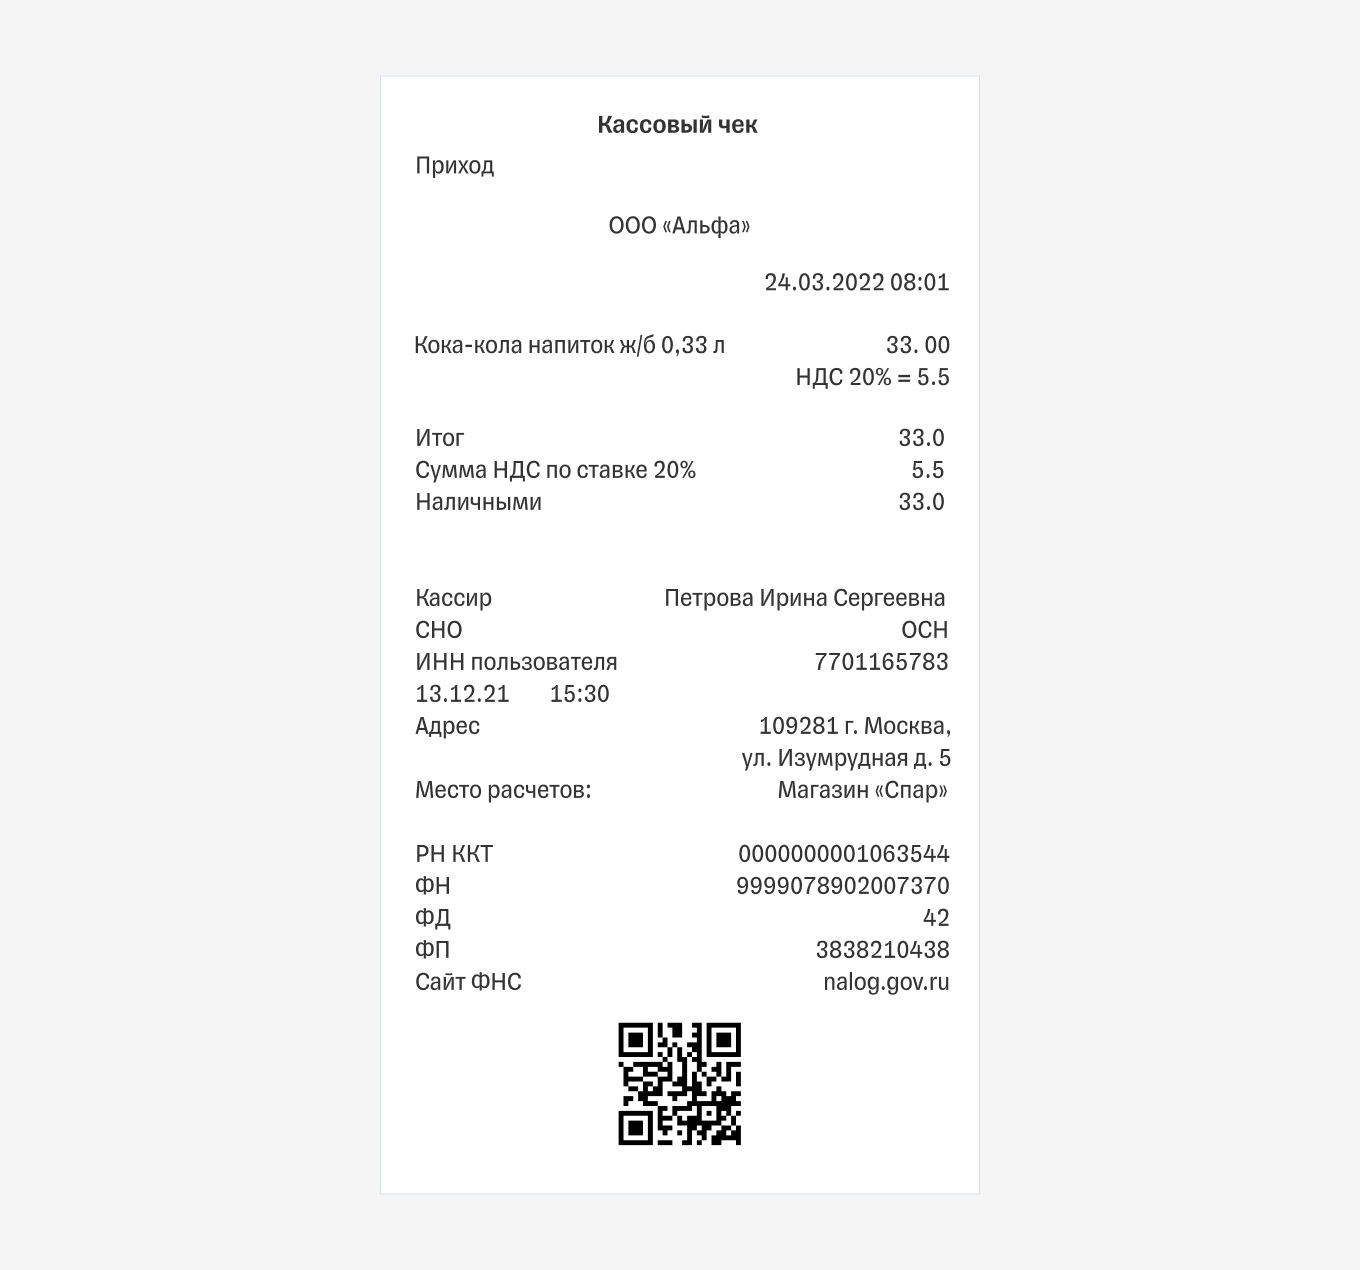 Кассовый чек
Приход
ООО «Альфа»
24.03.2022 08:01
Кока-кола напиток ж/б 0,33 л 33. 00
НДС 20% = 5.5
Итог 33.0
Сумма НДС по ставке 20% 5.5
Наличными 33.0
Кассир Петрова Ирина Сергеевна
СНО ОСН
ИНН пользователя 7701165783
13.12.21 15:30
Адрес 109281 г. Москва,
ул. Изумрудная д. 5
Место расчетов: Магазин «Спар»
РН ККТ 0000000001063544
ФН 9999078902007370
ФД 42
ФП 3838210438
Сайт ФНС nalog.gov.ru